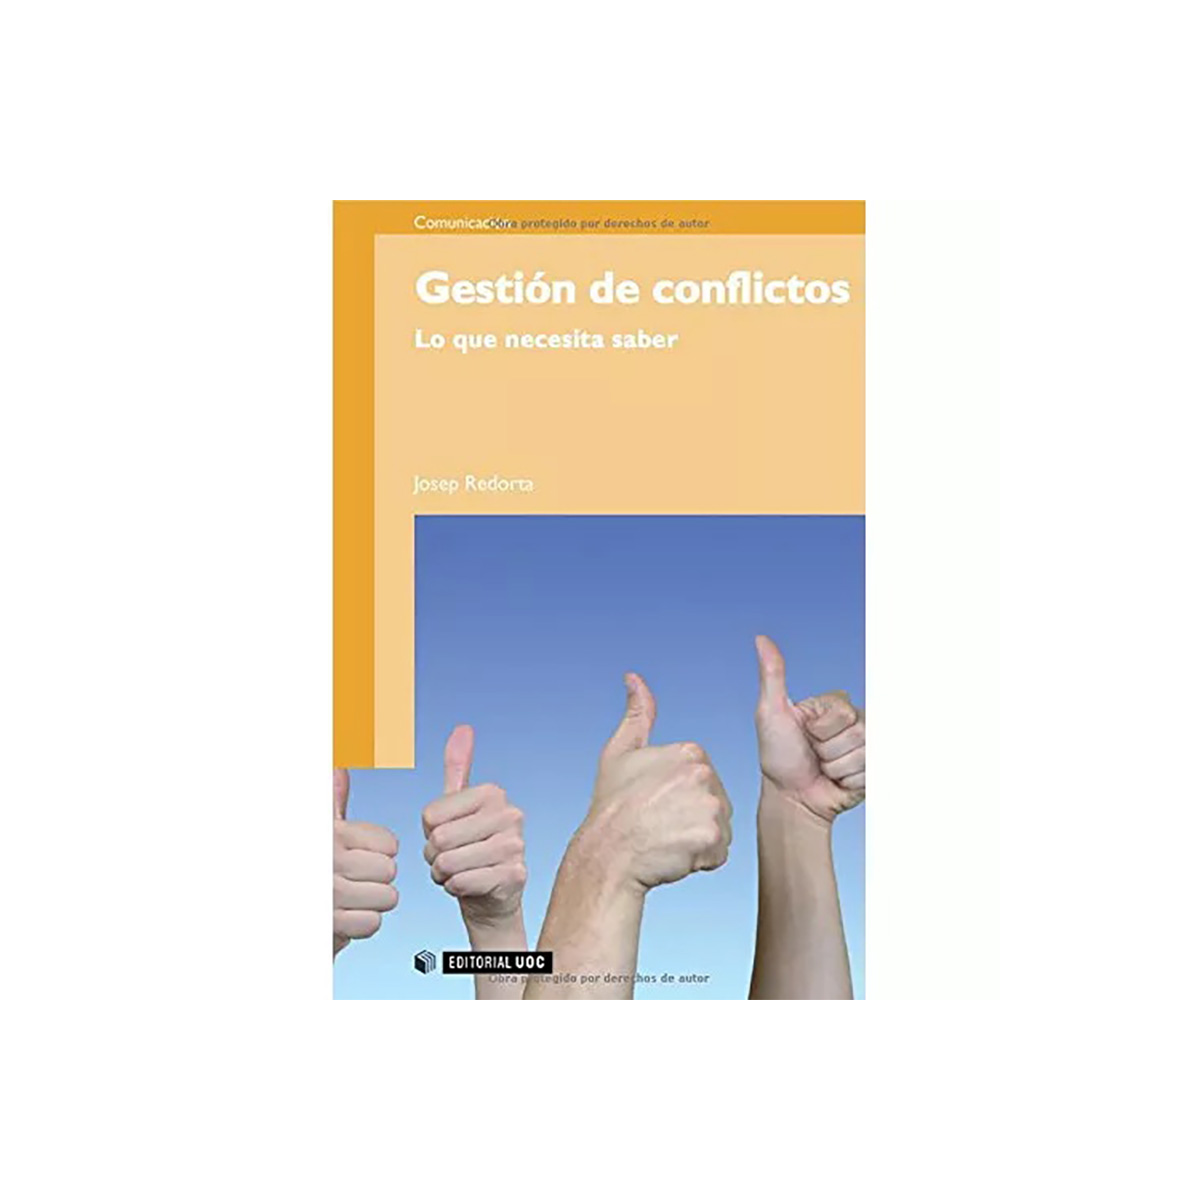 Comunicación
Obra protegido por derechos de autor
Gestión de conflictos
Lo que necesita saber
Josep Redorta
EDITORIAL UOC
Obra protegido por derechos de autor